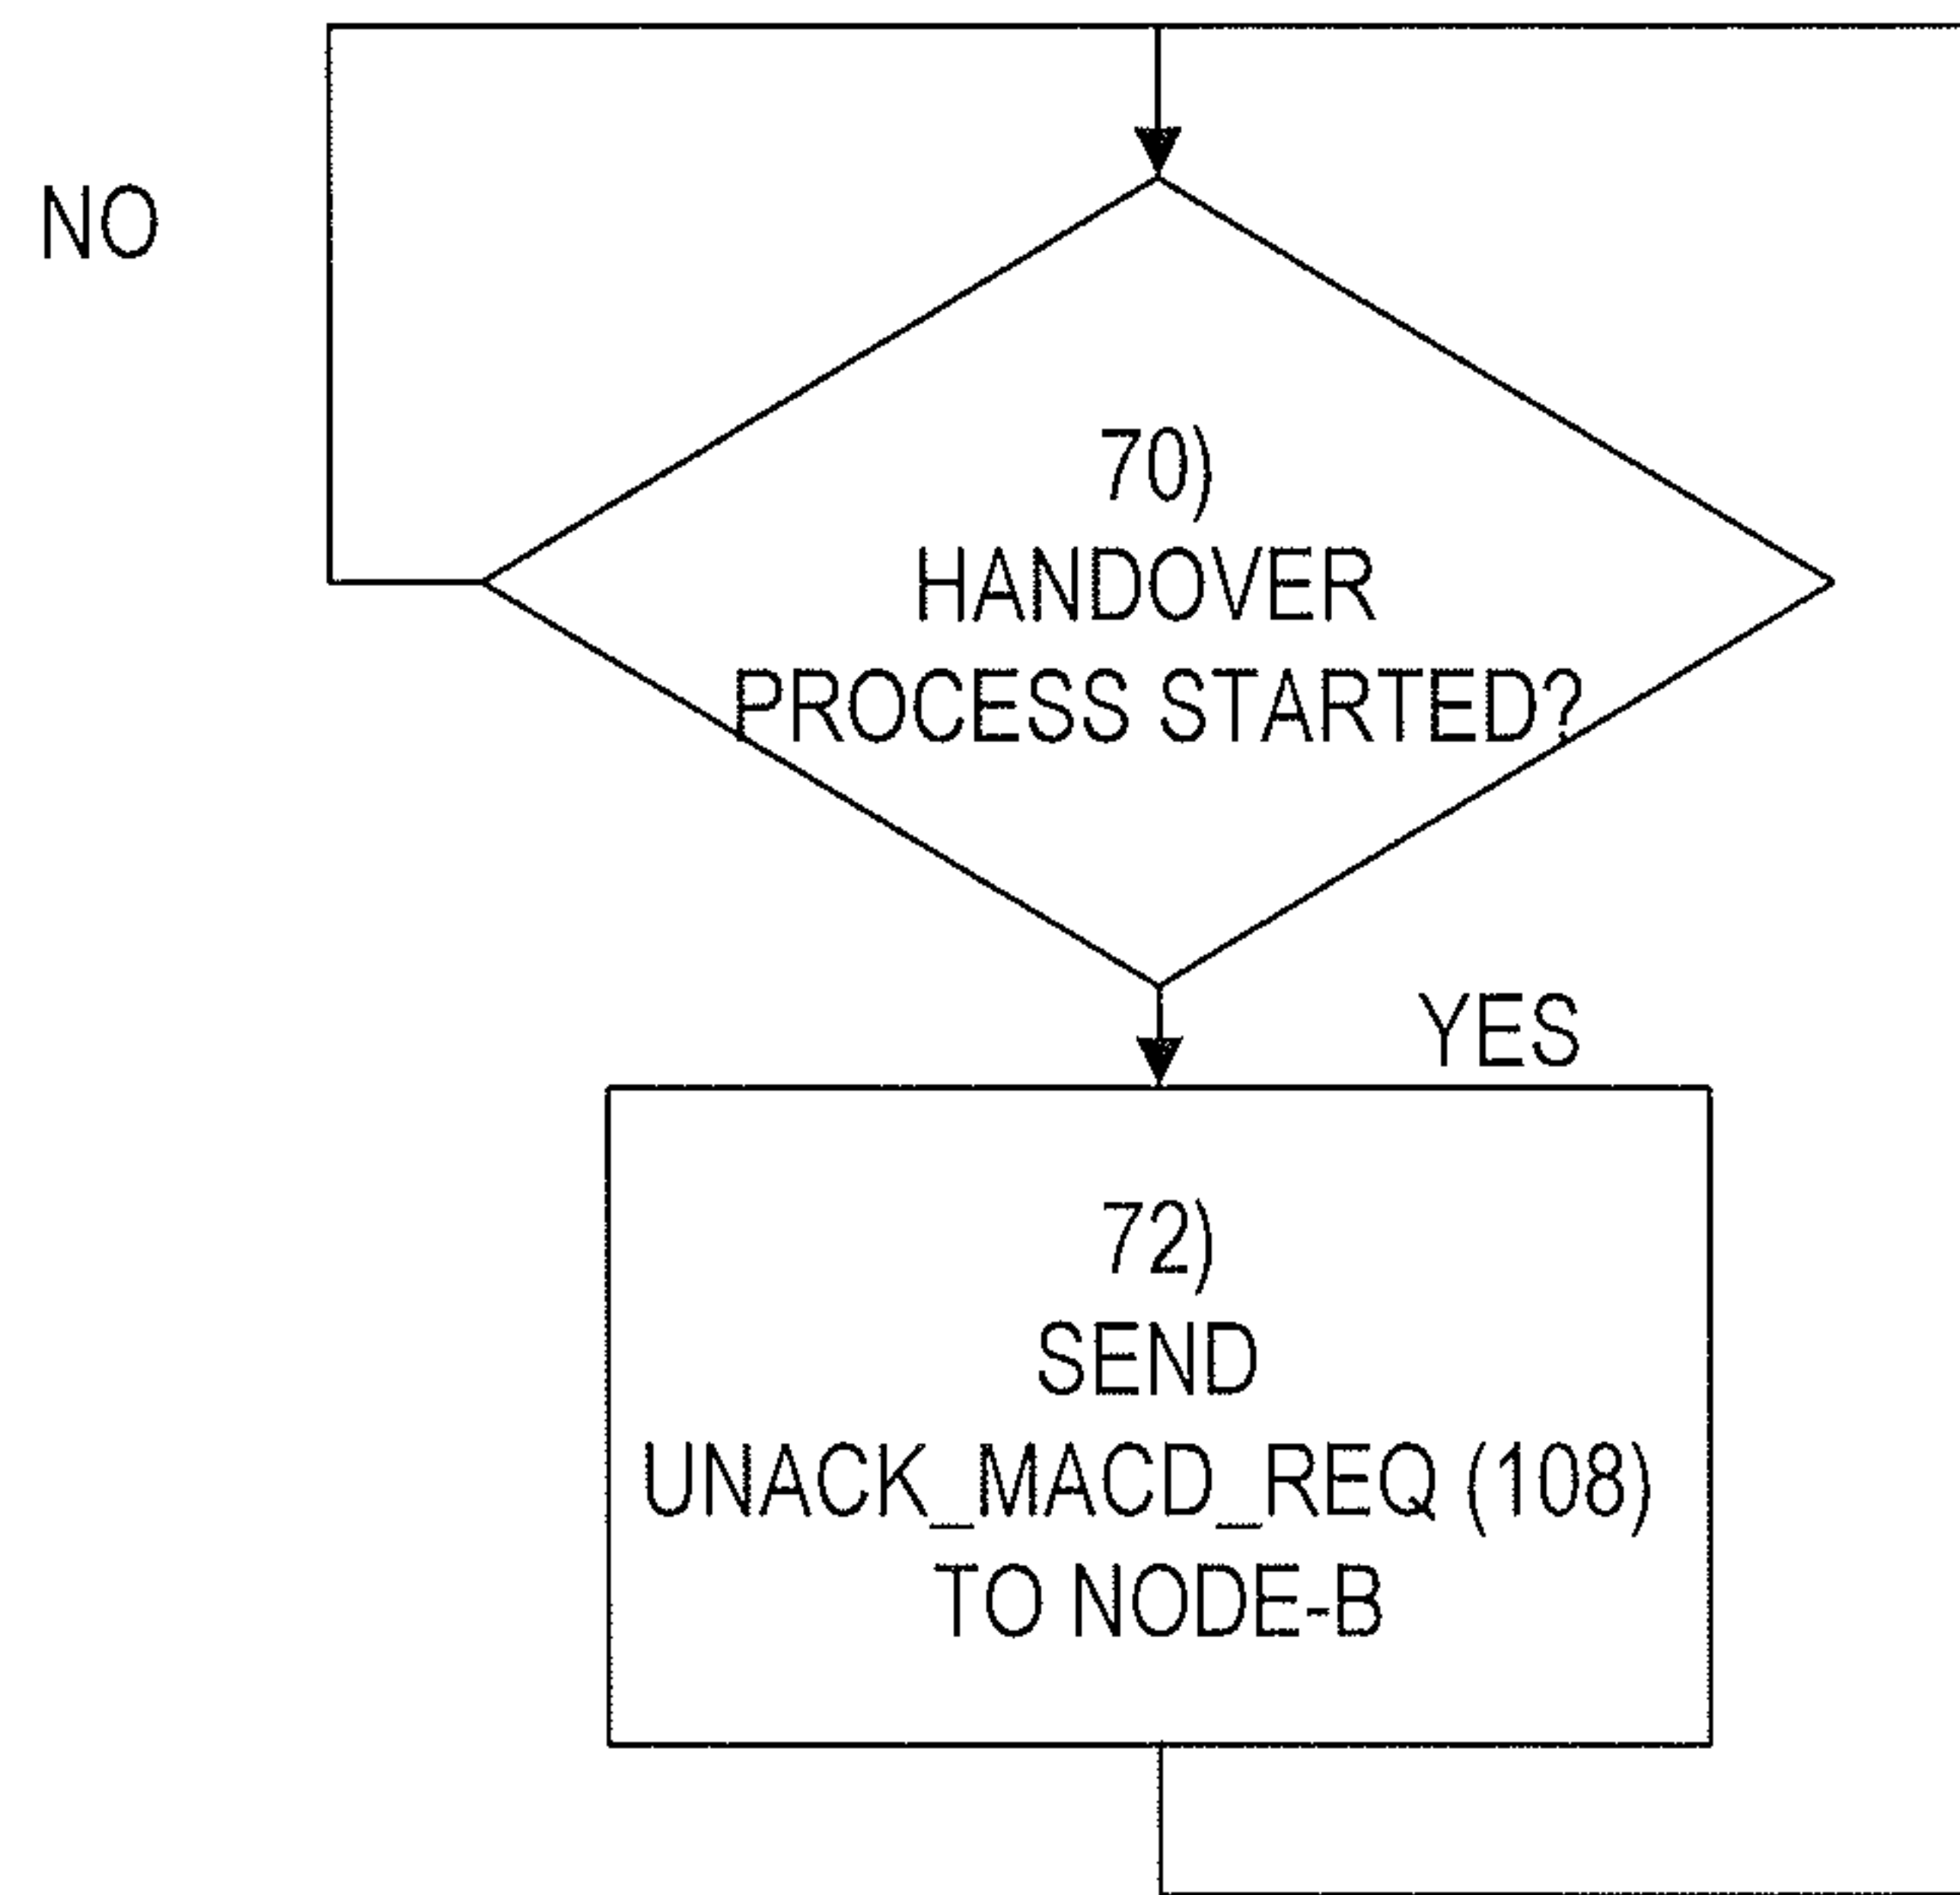 NO
70)
HANDOVER
PROCESS STARTED?
YES
72)
SEND
UNACK_MACD_REQ (108)
TO NODE-B